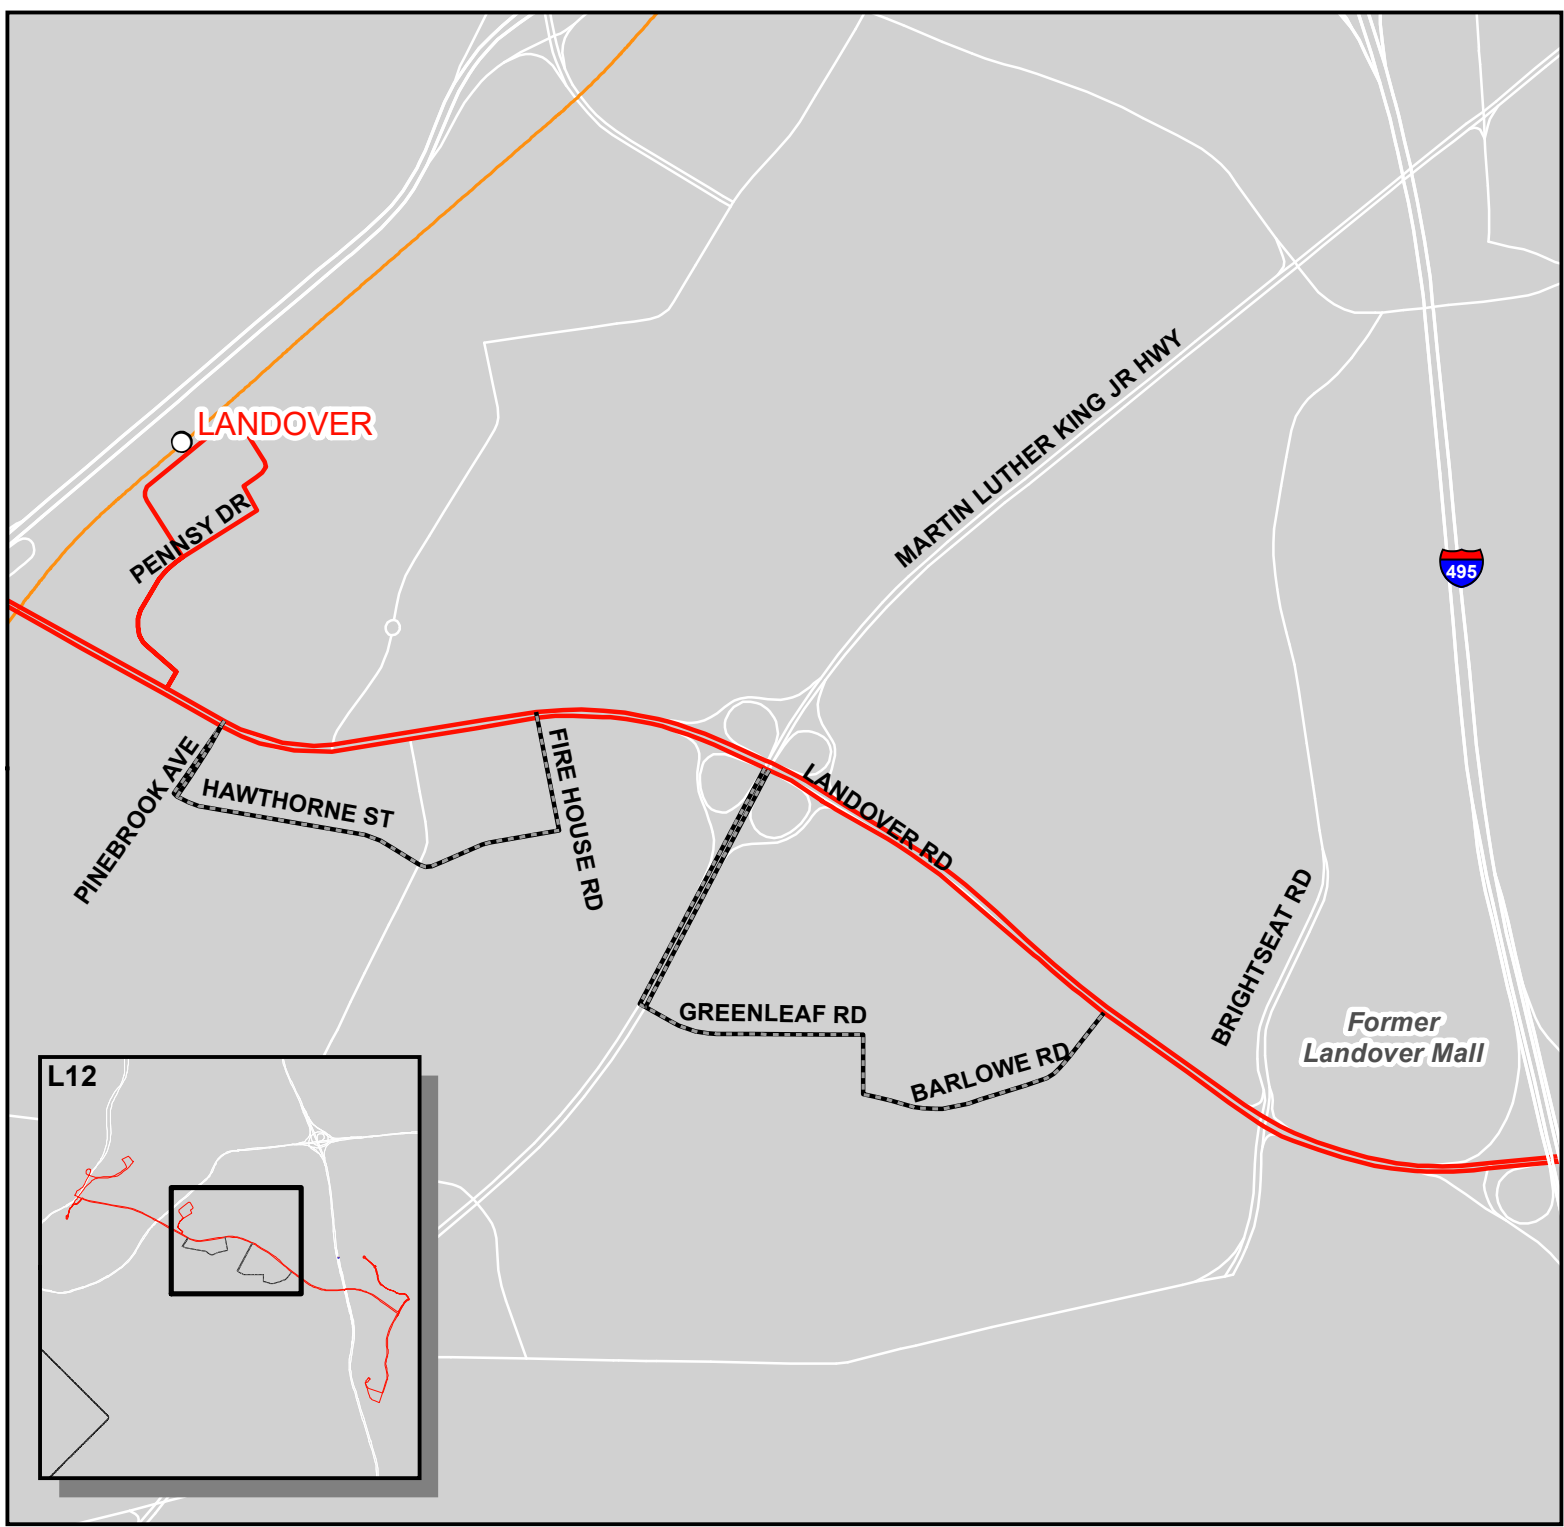 LANDOVER
PENNSY DR
MARTIN LUTHER KING JR HWY
495
PINEBROOK AVE
HAWTHORNE ST
FIRE HOUSE RD
LANDOVER RD
BRIGHTSEAT RD
GREENLEAF RD
BARLOWE RD
Former
Landover Mall
L12